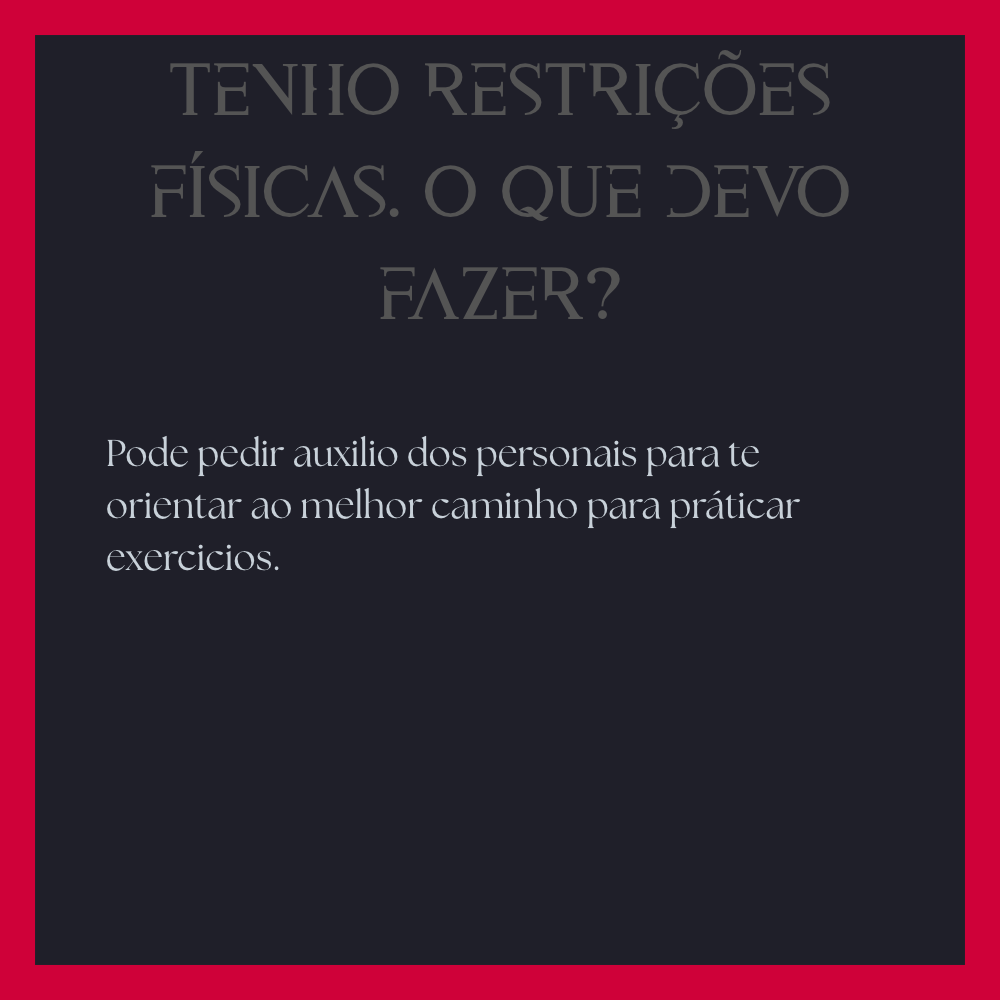 TENHO RESTRIÇÕES
FÍSICAS. O QUE DEVO
FAZER?
Pode pedir auxilio dos personais para te
orientar ao melhor caminho para práticar
exercicios.